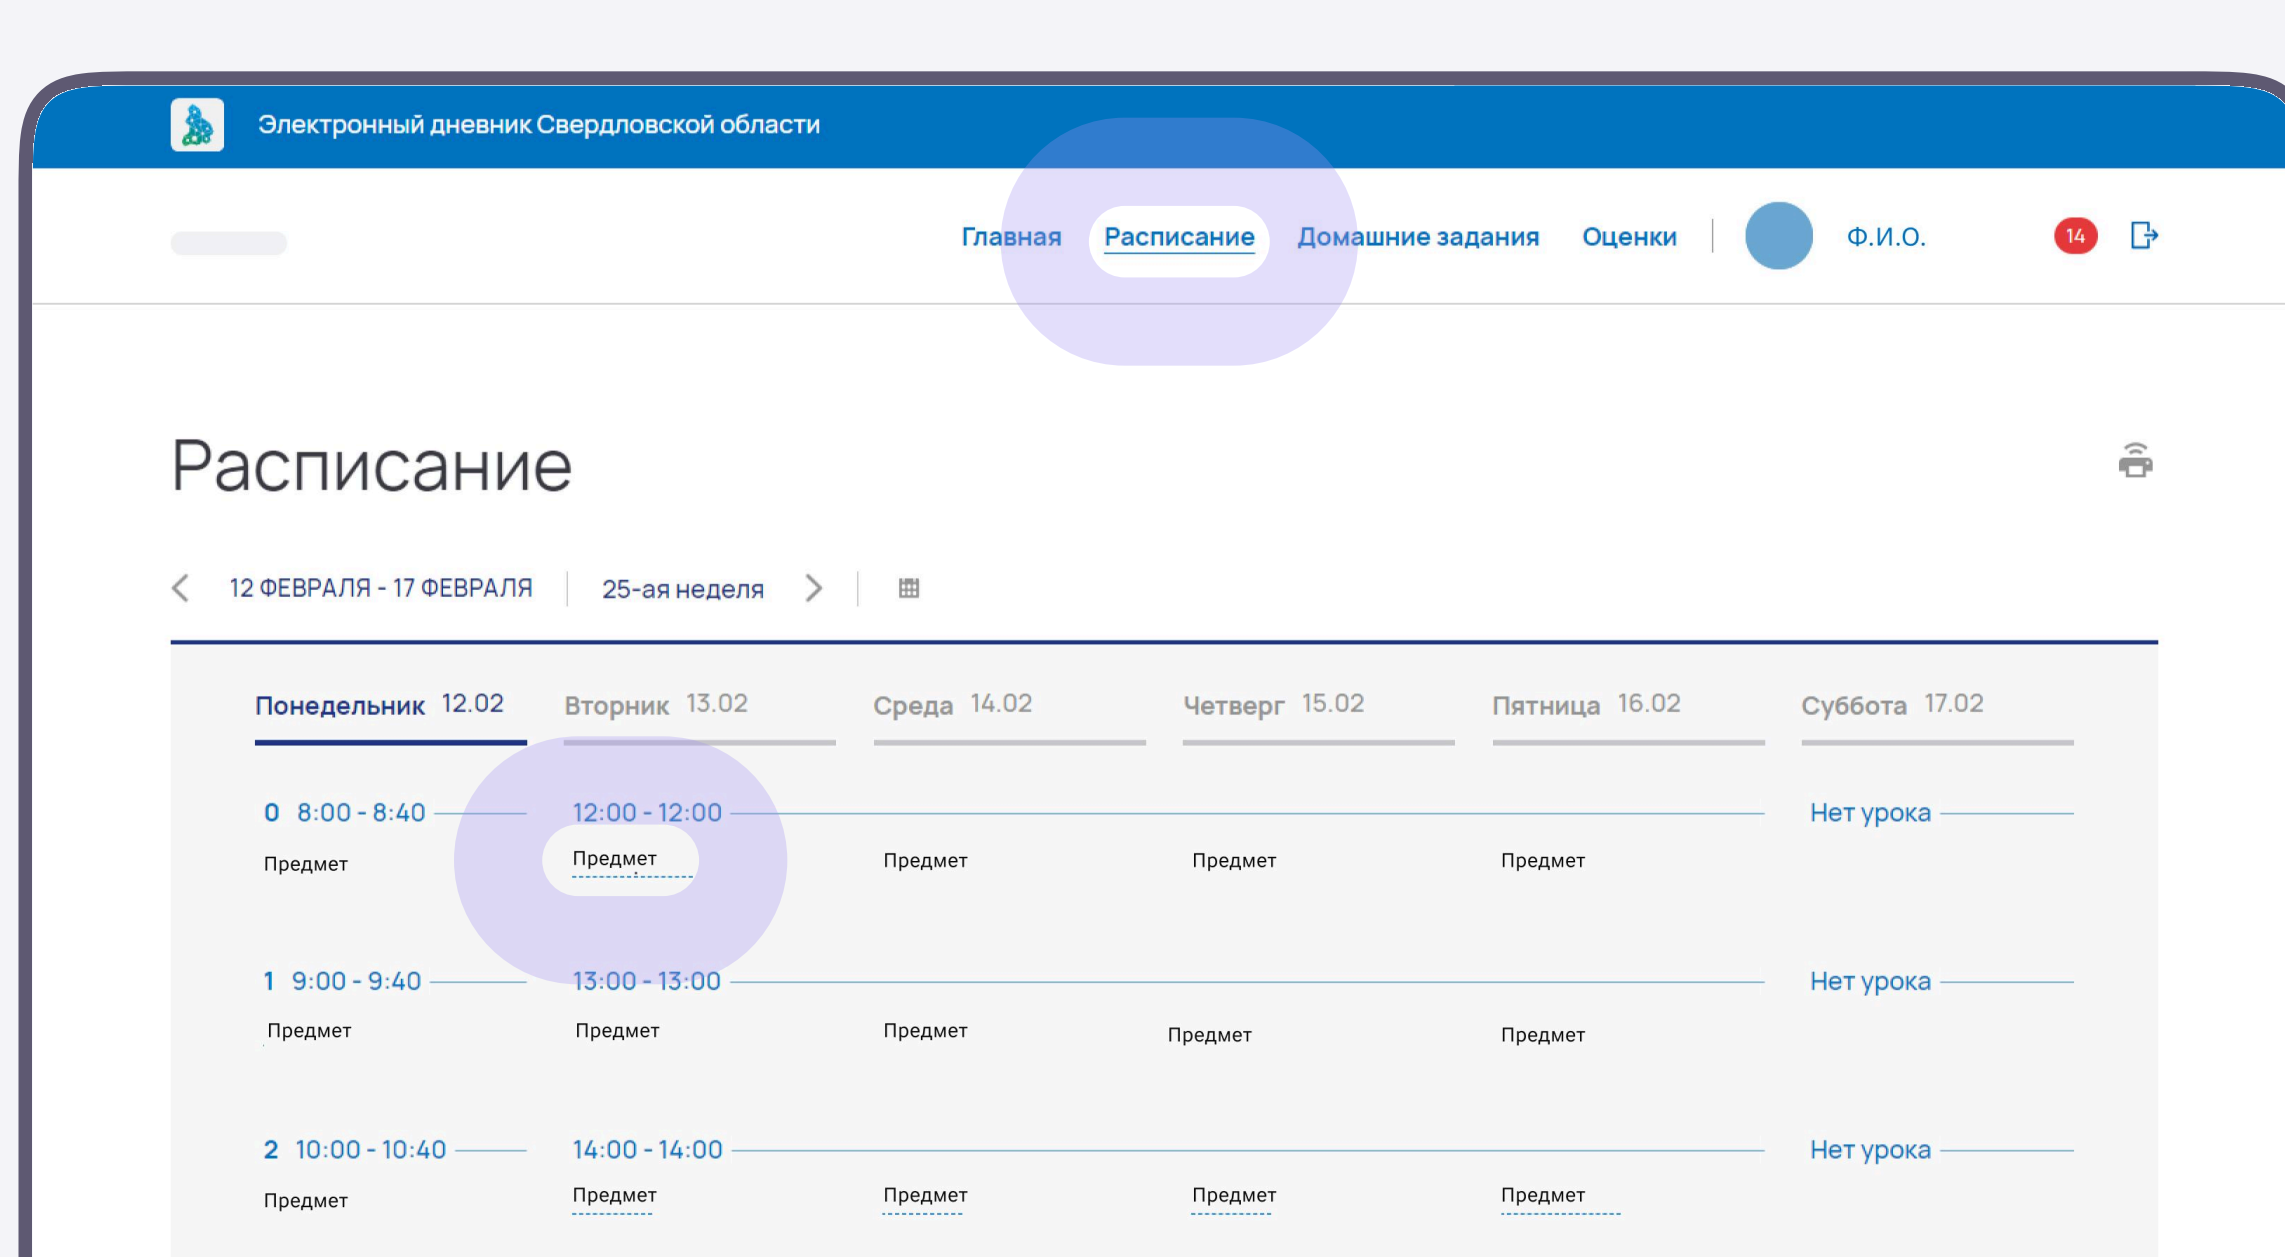 Электронный дневник Свердловской области
Главная Расписание Домашние задания Оценки Ф.И.О. 14
Расписание
12 ФЕВРАЛЯ - 17 ФЕВРАЛЯ 25-ая неделя
Понедельник 12.02 Вторник 13.02 Среда 14.02 Четверг 15.02 Пятница 16.02 Суббота 17.02
0 8:00 - 8:40 12:00 - 12:00 Нет урока
Предмет Предмет Предмет Предмет Предмет
1 9:00 - 9:40 13:00 - 13:00 Нет урока
Предмет Предмет Предмет Предмет Предмет
2 10:00 - 10:40 14:00 - 14:00 Нет урока
Предмет Предмет Предмет Предмет Предмет